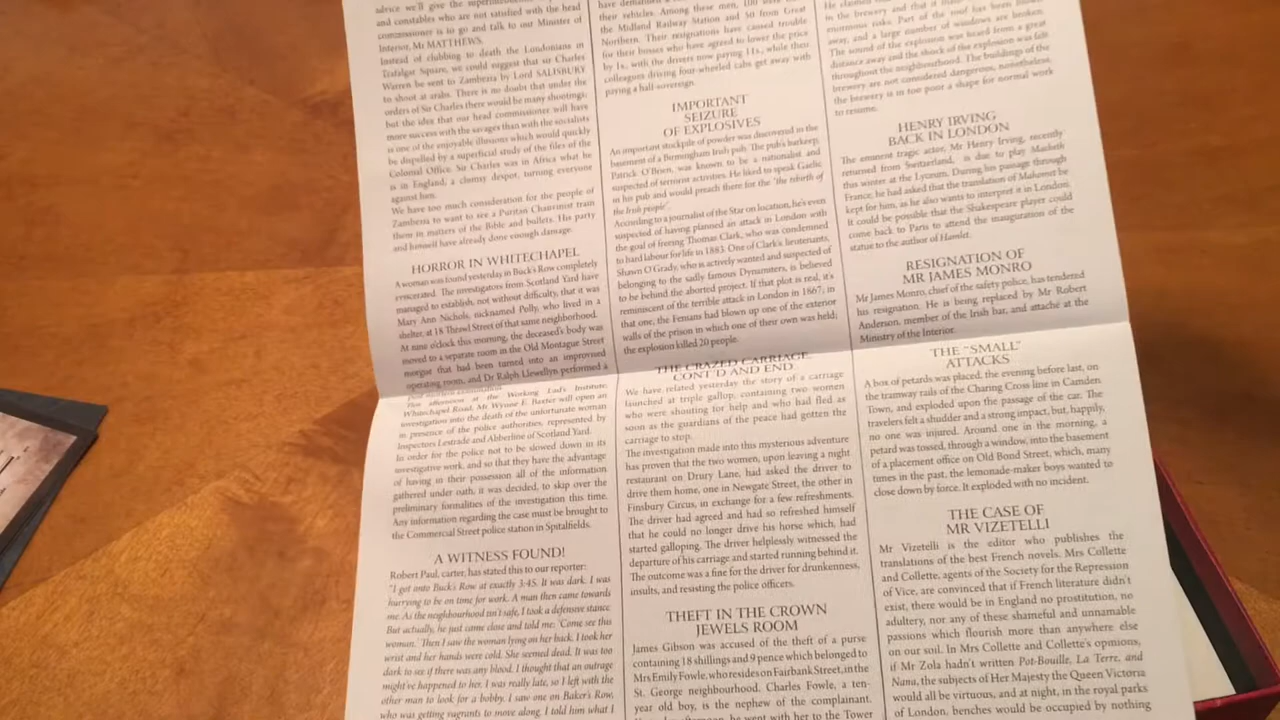 advice we'll give the
and constables who are not satisfied with the head
commissioner is to go and talk to our Minister of
Interior, Mr MATTHEWS.
Instead of clubbing to death the Londonians in
Trafalgar Square, we could suggest that sir Charles
Warren be sent to Zambezia by Lord SALISBURY
to shoot at arabs. There is no doubt that under the
orders of Sir Charles there would be many shootings,
but the idea that our head commissioner will have
more success with the savages than with the socialists
is one of the enjoyable illusions which would quickly
be dispelled by a superficial study of the files of the
Colonial Office. Sir Charles was in Africa what he
is in England, a clumsy despot, turning everyone
against him.
We have too much consideration for the people of
Zambezia to want to see a Puritan Chairman train
them in matters of the Bible and bullets. His party
and himself have already done enough damage.
HORROR IN WHITECHAPEL
A woman was found yesterday in Buck's Row completely
eviscerated. The investigators from Scotland Yard have
managed to establish, not without difficulty, that it was
Mary Ann Nichols, nicknamed Polly, who lived in a
shelter, at 18 Thrawl Street of that same neighborhood.
At nine o'clock this morning, the deceased's body was
moved to a separate room in the Old Montague Street
morgue that had been turned into an improvised
operating room, and Dr Ralph Llewellyn performed a
post-mortem examination.
This afternoon at the Working Lad's Institute,
Whitechapel Road, Mr Wynne E. Baxter will open an
investigation into the death of the unfortunate woman
in presence of the police authorities, represented by
Inspectors Lestrade and Abberline of Scotland Yard.
In order for the police not to be slowed down in its
investigative work, and so that they have the advantage
of having in their possession all of the information
gathered under oath, it was decided, to skip over the
preliminary formalities of the investigation this time.
Any information regarding the case must be brought to
the Commercial Street police station in Spitalfields.
A WITNESS FOUND!
Robert Paul, carter, has stated this to our reporter:
"I got onto Buck's Row at exactly 3:45. It was dark. I was
hurrying to be on time for work. A man then came towards
me. As the neighbourhood isn't safe, I took a defensive stance.
But actually, he just came close and told me: 'Come see this
woman.' Then I saw the woman lying on her back. I took her
wrist and her hands were cold. She seemed dead. It was too
dark to see if there was any blood. I thought that an outrage
might've happened to her. I was really late, so I left with the
other man to look for a bobby. I saw one on Baker's Row,
who was getting vagrants to move along. I told him what I
have
their vehicles. Among these men, 100 were
the Midland Railway Station and 50 from Great
Northern. Their resignations have caused trouble
for their bosses who have agreed to lower the price
by 1s., with the drivers now paying 11s., while their
colleagues driving four-wheeled cabs get away with
paying a half-sovereign.
IMPORTANT
SEIZURE
OF EXPLOSIVES
An important stockpile of powder was discovered in the
basement of a Birmingham Irish pub. The pub's barkeep,
Patrick O'Brien, was known to be a nationalist and
suspected of terrorist activities. He liked to speak Gaelic
in his pub and would preach there for the "the rebirth of
the Irish people".
According to a journalist of the Star on location, he's even
suspected of having planned an attack in London with
the goal of freeing Thomas Clark, who was condemned
to hard labour for life in 1883. One of Clark's lieutenants,
Shawn O'Grady, who is actively wanted and suspected of
belonging to the sadly famous Dynamiters, is believed
to be behind the aborted project. If that plot is real, it's
reminiscent of the terrible attack in London in 1867; in
that one, the Fenians had blown up one of the exterior
walls of the prison in which one of their own was held;
the explosion killed 20 people.
THE CRAZED CARRIAGE,
CONT'D AND END
We have related yesterday the story of a carriage
launched at triple gallop, containing two women
who were shouting for help and who had fled as
soon as the guardians of the peace had gotten the
carriage to stop.
The investigation made into this mysterious adventure
has proven that the two women, upon leaving a night
restaurant on Drury Lane, had asked the driver to
drive them home, one in Newgate Street, the other in
Finsbury Circus, in exchange for a few refreshments.
The driver had agreed and had so refreshed himself
that he could no longer drive his horse which, had
started galloping. The driver helplessly witnessed the
departure of his carriage and started running behind it.
The outcome was a fine for the driver for drunkenness,
insults, and resisting the police officers.
THEFT IN THE CROWN
JEWELS ROOM
James Gibson was accused of the theft of a purse
containing 18 shillings and 9 pence which belonged to
Mrs Emily Fowle, who resides on Fairbank Street, in the
St. George neighbourhood. Charles Fowle, a ten-
year old boy, is the nephew of the complainant.
he went with her to the Tower
He claimed
in the brewery and that it
enormous risks. Part of the roof has been
away, and a large number of windows are broken.
The sound of the explosion was heard from a great
distance away and the shock of the explosion was felt
throughout the neighbourhood. The buildings of the
brewery are not considered dangerous, nonetheless,
the brewery is in too poor a shape for normal work
to resume.
HENRY IRVING
BACK IN LONDON
The eminent tragic actor, Mr Henry Irving, recently
returned from Switzerland, is due to play Macbeth
this winter at the Lyceum. During his passage through
France, he had asked that the translation of Mahomet be
kept for him, as he also wants to interpret it in London.
It could be possible that the Shakespeare player could
come back to Paris to attend the inauguration of the
statue to the author of Hamlet.
RESIGNATION OF
MR JAMES MONRO
Mr James Monro, chief of the safety police, has tendered
his resignation. He is being replaced by Mr Robert
Anderson, member of the Irish bar, and attaché at the
Ministry of the Interior.
THE "SMALL"
ATTACKS
A box of petards was placed, the evening before last, on
the tramway rails of the Charing Cross line in Camden
Town, and exploded upon the passage of the car. The
travelers felt a shudder and a strong impact, but, happily,
no one was injured. Around one in the morning, a
petard was tossed, through a window, into the basement
of a placement office on Old Bond Street, which, many
times in the past, the lemonade-maker boys wanted to
close down by force. It exploded with no incident.
THE CASE OF
MR VIZETELLI
Mr Vizetelli is the editor who publishes the
translations of the best French novels. Mrs Collette
and Collette, agents of the Society for the Repression
of Vice, are convinced that if French literature didn't
exist, there would be in England no prostitution, no
adultery, nor any of these shameful and unnamable
passions which flourish more than anywhere else
on our soil. In Mrs Collette and Collette's opinions,
if Mr Zola hadn't written Pot-Bouille, La Terre, and
Nana, the subjects of Her Majesty the Queen Victoria
would all be virtuous, and at night, in the royal parks
of London, benches would be occupied by nothing